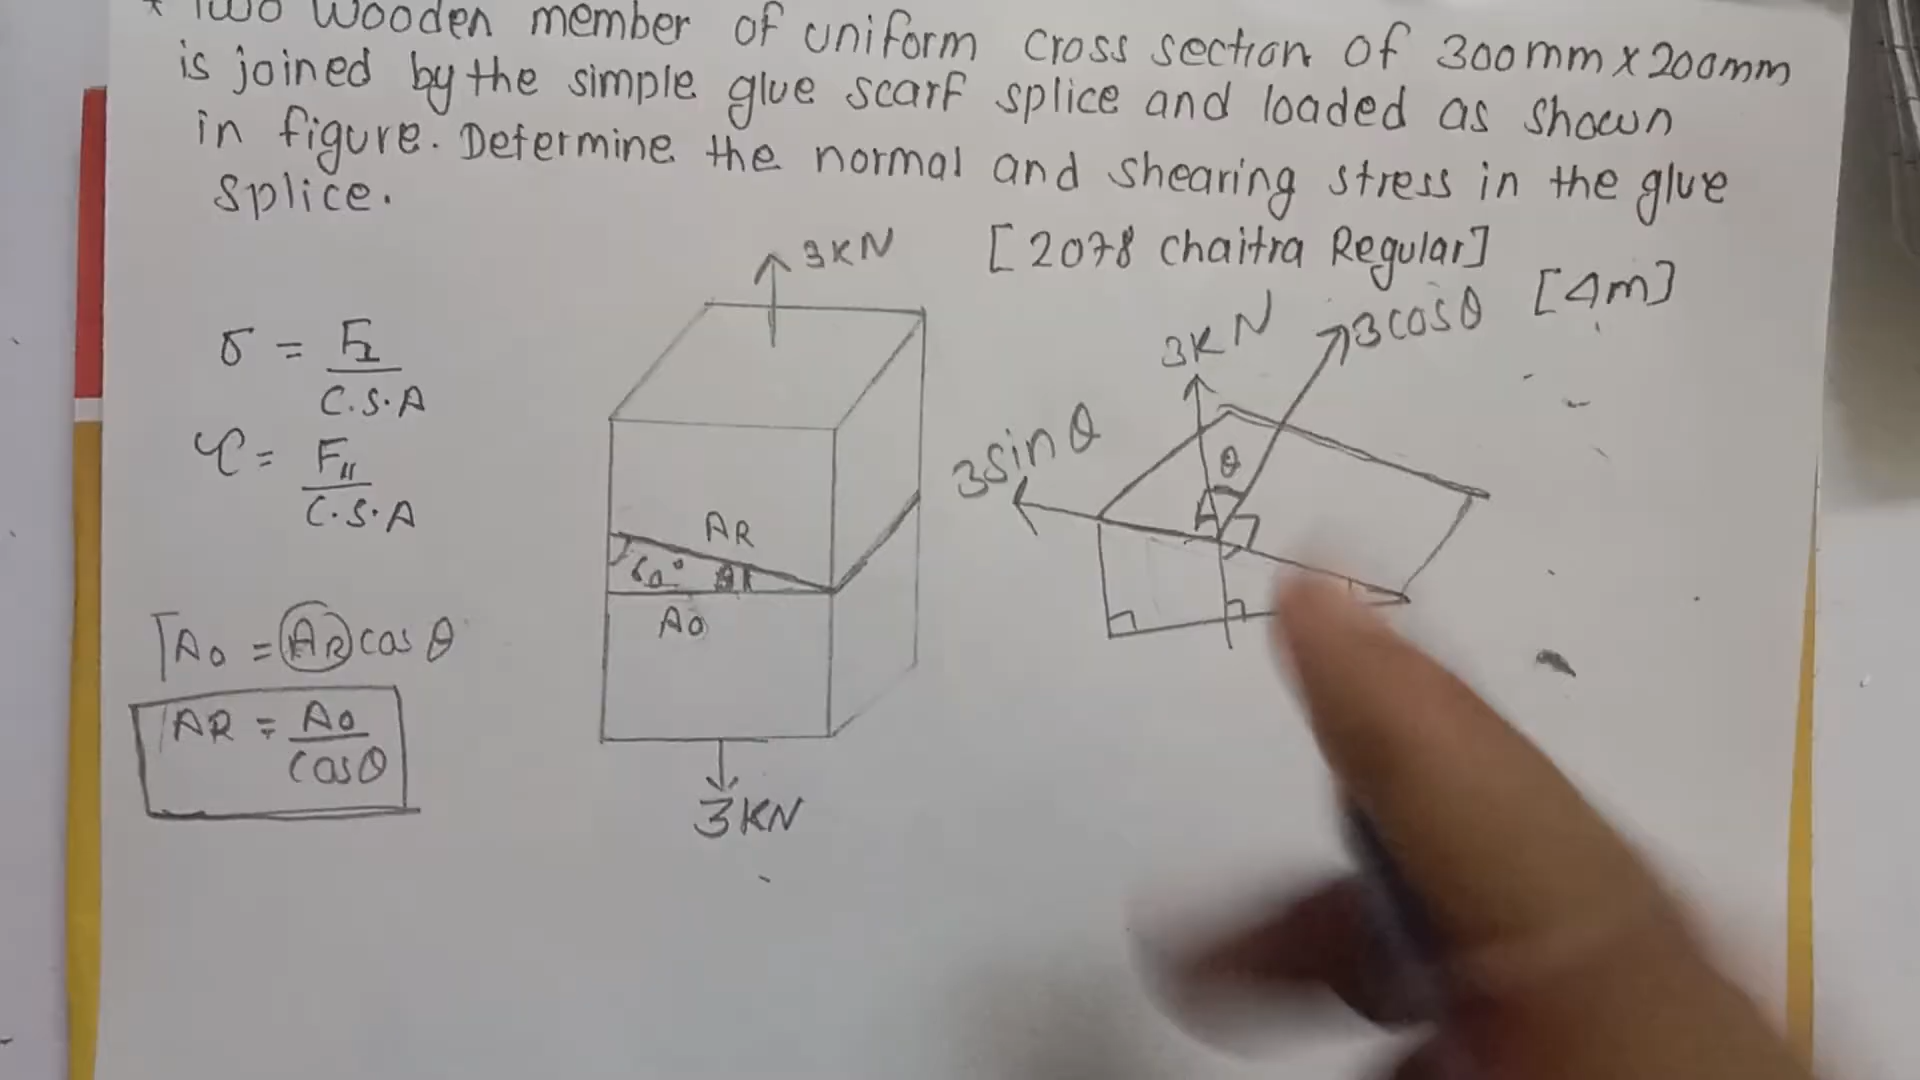 * Two wooden member of uniform cross section of 300mm x 200mm
is joined by the simple glue scarf splice and loaded as shown
in figure. Determine the normal and shearing stress in the glue
splice.
[2078 Chaitra Regular]
[4m]
3KN
σ = F⊥ / C.S.A
τ = F∥ / C.S.A
3KN
3cosθ
3sinθ
θ
AR
60° θ
A0
A0 = AR cosθ
AR = A0 / cosθ
3KN